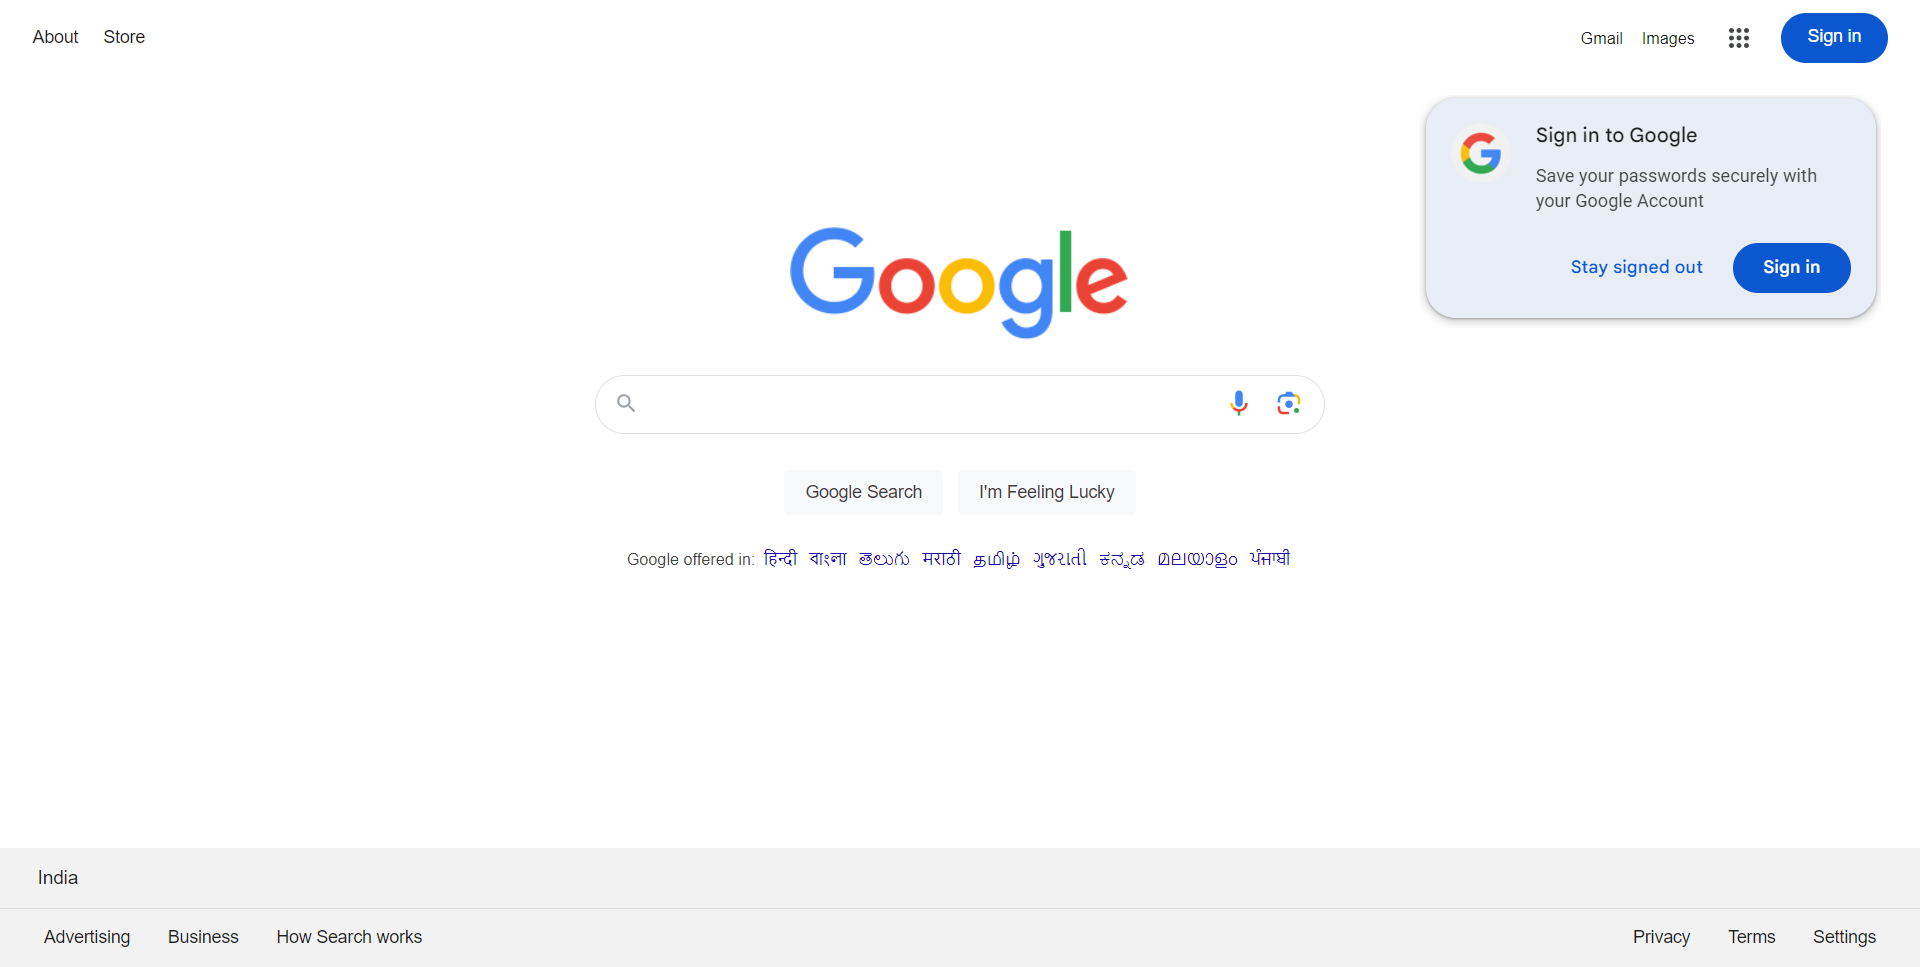 About Store
Gmail Images Sign in
Sign in to Google
Save your passwords securely with
your Google Account
Stay signed out Sign in
Google
Google Search I'm Feeling Lucky
Google offered in: हिन्दी বাংলা తెలుగు मराठी தமிழ் ગુજરાતી ಕನ್ನಡ മലയാളം ਪੰਜਾਬੀ
India
Advertising Business How Search works Privacy Terms Settings